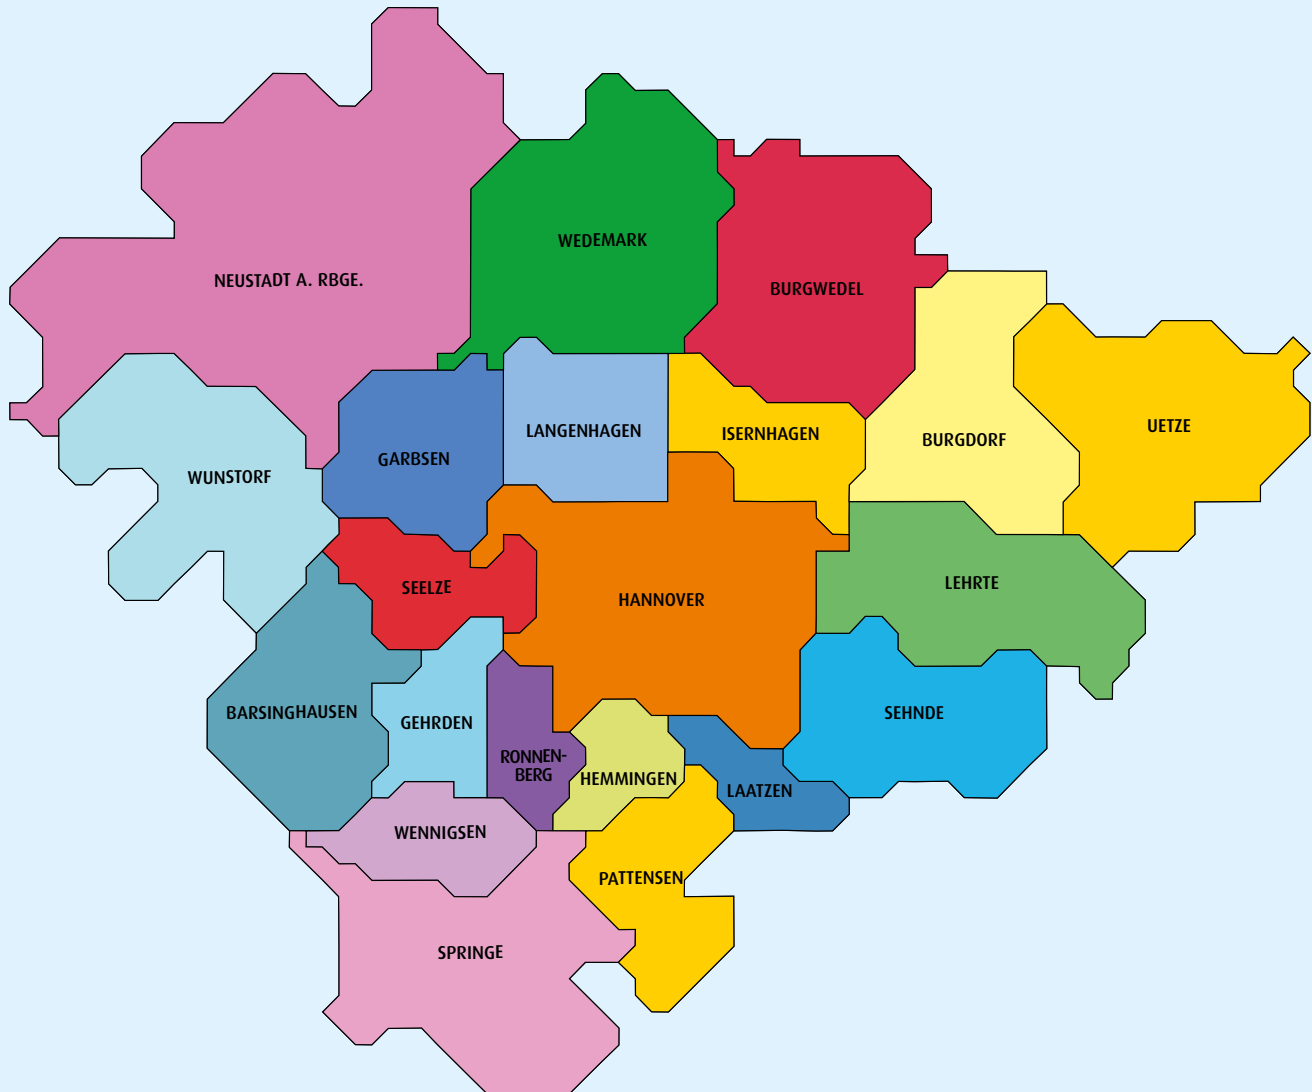 WEDEMARK
NEUSTADT A. RBGE.
BURGWEDEL
UETZE
LANGENHAGEN
ISERNHAGEN
BURGDORF
GARBSEN
WUNSTORF
LEHRTE
SEELZE
HANNOVER
BARSINGHAUSEN
GEHRDEN
SEHNDE
RONNEN-
BERG
HEMMINGEN
LAATZEN
WENNIGSEN
PATTENSEN
SPRINGE